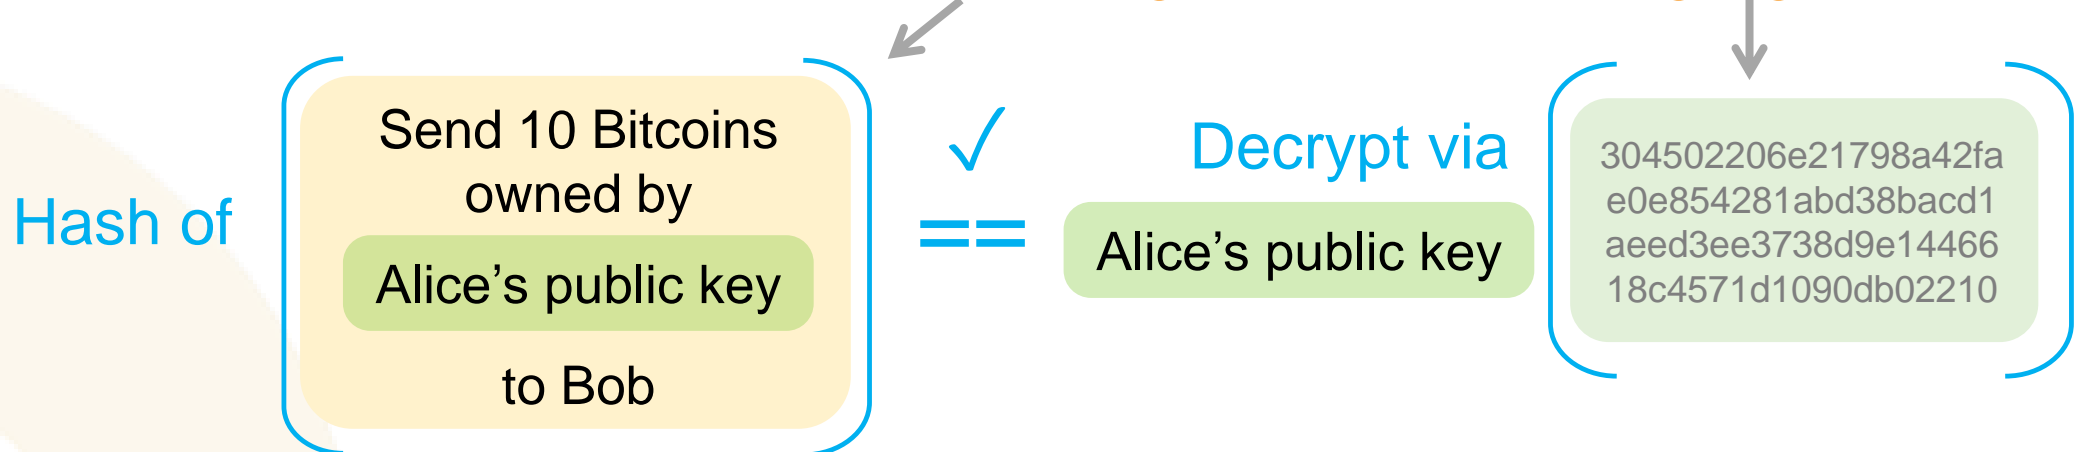 Hash of
Send 10 Bitcoins
owned by
Alice’s public key
to Bob
✓
==
Decrypt via
Alice’s public key
304502206e21798a42fa
e0e854281abd38bacd1
aeed3ee3738d9e14466
18c4571d1090db02210